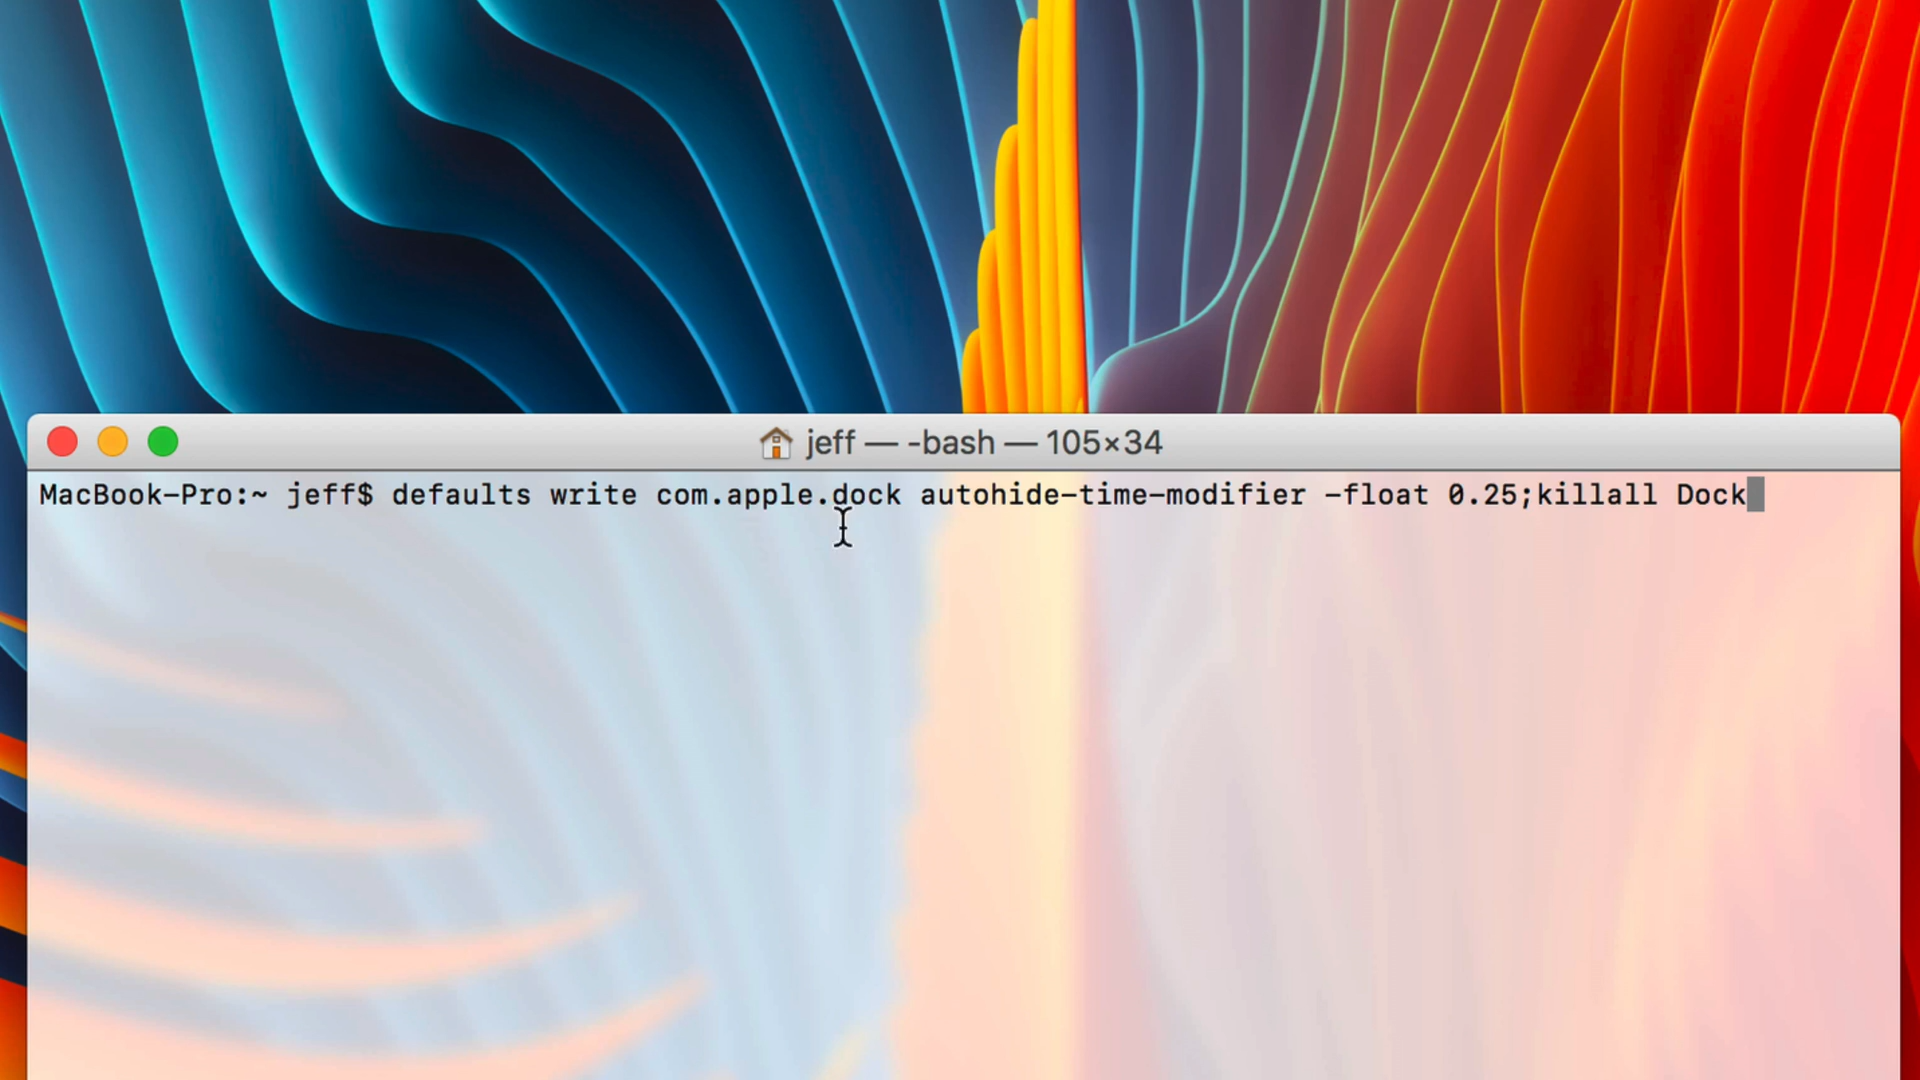 jeff — -bash — 105×34
MacBook-Pro:~ jeff$ defaults write com.apple.dock autohide-time-modifier -float 0.25;killall Dock